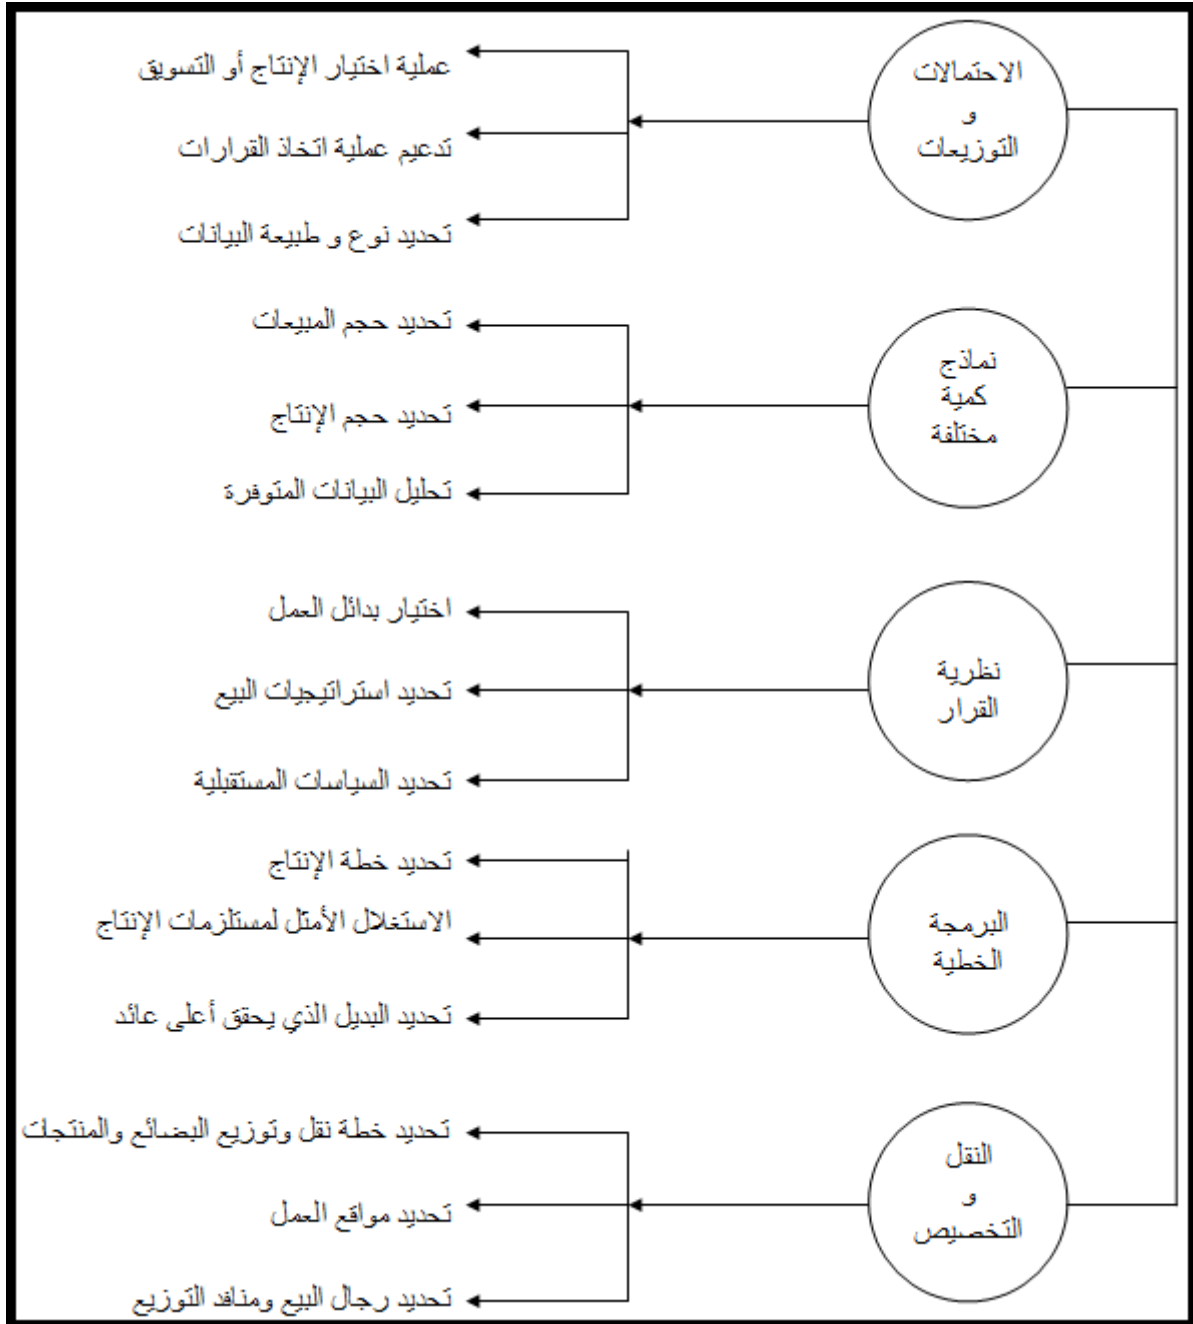 الاحتمالات
و
التوزيعات
عملية اختيار الإنتاج أو التسويق
تدعيم عملية اتخاذ القرارات
تحديد نوع و طبيعة البيانات
نماذج
كمية
مختلفة
تحديد حجم المبيعات
تحديد حجم الإنتاج
تحليل البيانات المتوفرة
نظرية
القرار
اختيار بدائل العمل
تحديد استراتيجيات البيع
تحديد السياسات المستقبلية
البرمجة
الخطية
تحديد خطة الإنتاج
الاستغلال الأمثل لمستلزمات الإنتاج
تحديد البديل الذي يحقق أعلى عائد
النقل
و
التخصيص
تحديد خطة نقل وتوزيع البضائع والمنتجات
تحديد مواقع العمل
تحديد رجال البيع ومنافد التوزيع